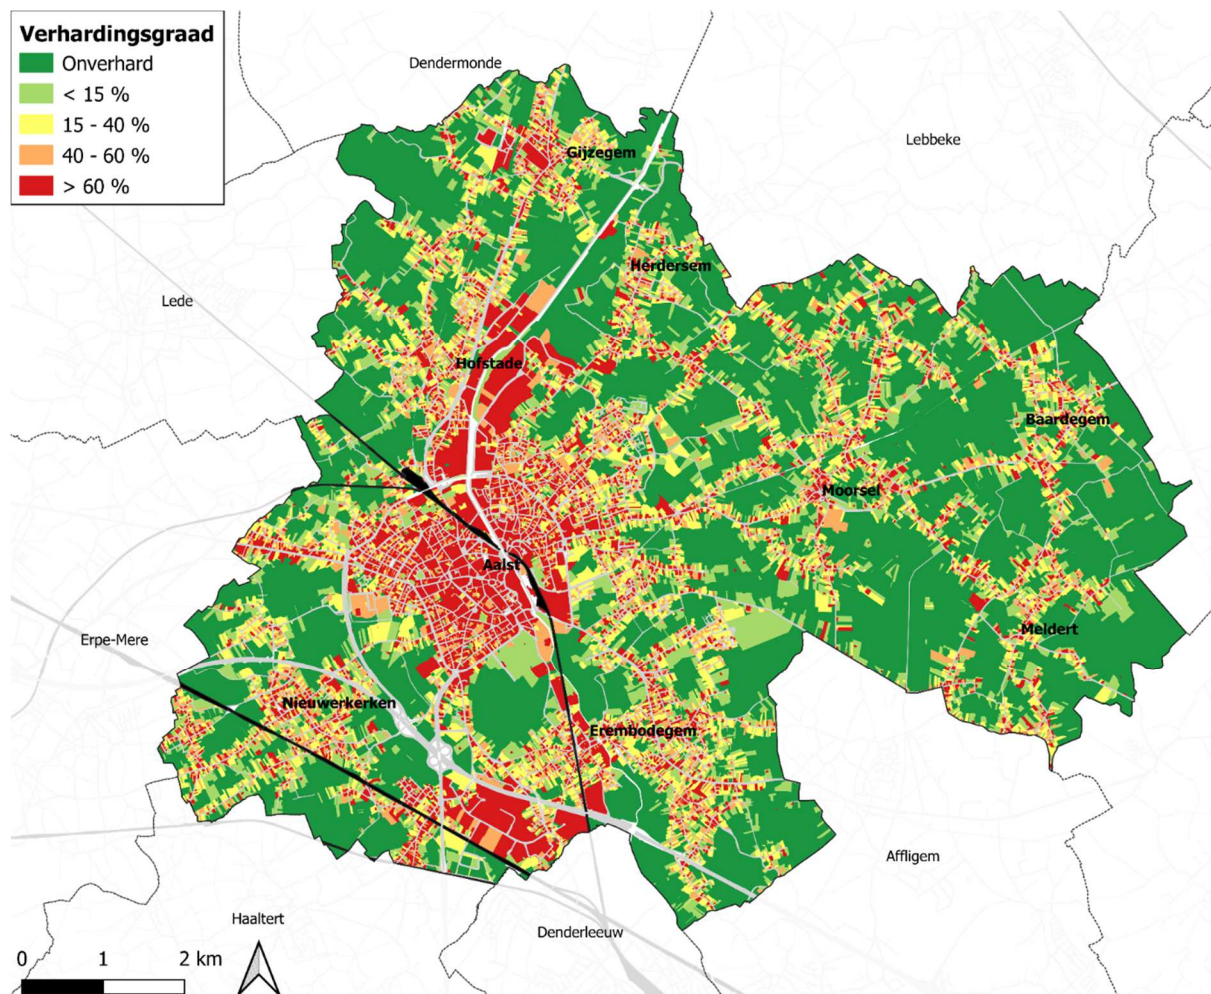 Verhardingsgraad
Onverhard
< 15 %
15 - 40 %
40 - 60 %
> 60 %
Dendermonde
Lebbeke
Gijzegem
Herdersem
Lede
Hofstade
Baardegem
Moorsel
Aalst
Erpe-Mere
Meldert
Nieuwerkerken
Erembodegem
Affligem
Haaltert
Denderleeuw
0 1 2 km